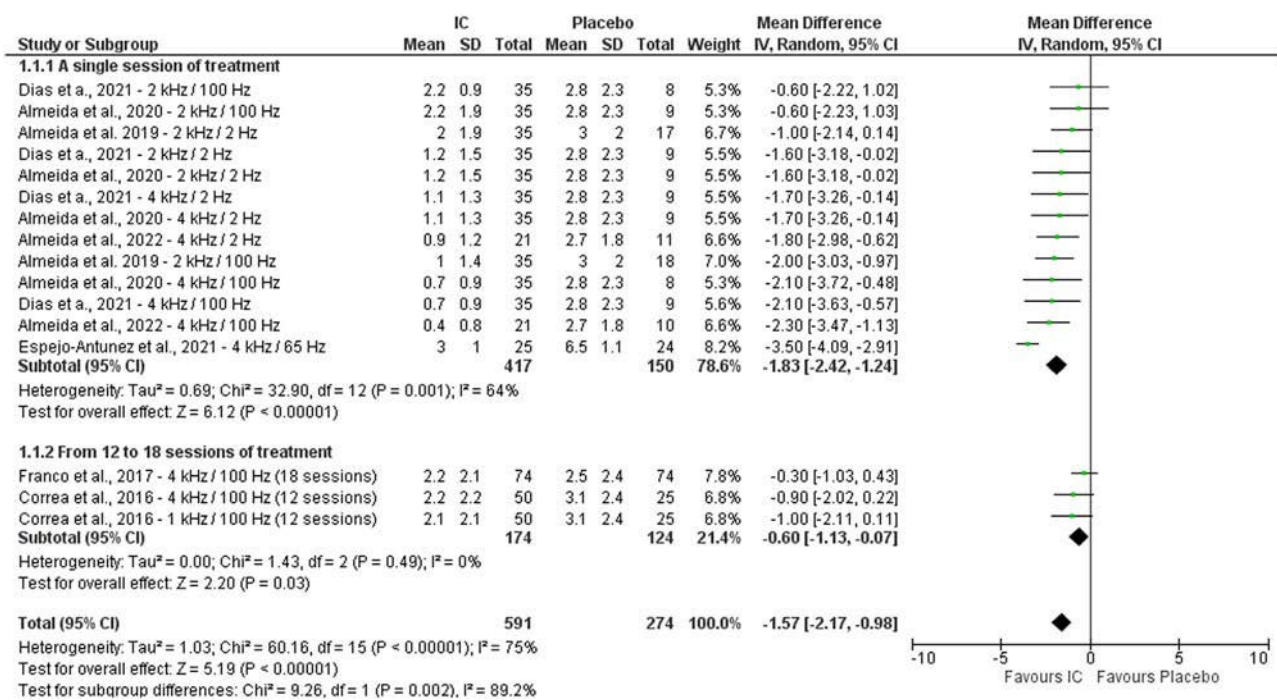 IC Placebo Mean Difference Mean Difference
Study or Subgroup Mean SD Total Mean SD Total Weight IV, Random, 95% CI IV, Random, 95% CI
1.1.1 A single session of treatment
Dias et a., 2021 - 2 kHz / 100 Hz 2.2 0.9 35 2.8 2.3 8 5.3% -0.60 [-2.22, 1.02]
Almeida et al., 2020 - 2 kHz / 100 Hz 2.2 1.9 35 2.8 2.3 9 5.3% -0.60 [-2.23, 1.03]
Almeida et al. 2019 - 2 kHz / 2 Hz 2 1.9 35 3 2 17 6.7% -1.00 [-2.14, 0.14]
Dias et a., 2021 - 2 kHz / 2 Hz 1.2 1.5 35 2.8 2.3 9 5.5% -1.60 [-3.18, -0.02]
Almeida et al., 2020 - 2 kHz / 2 Hz 1.2 1.5 35 2.8 2.3 9 5.5% -1.60 [-3.18, -0.02]
Dias et a., 2021 - 4 kHz / 2 Hz 1.1 1.3 35 2.8 2.3 9 5.5% -1.70 [-3.26, -0.14]
Almeida et al., 2020 - 4 kHz / 2 Hz 1.1 1.3 35 2.8 2.3 9 5.5% -1.70 [-3.26, -0.14]
Almeida et al., 2022 - 4 kHz / 2 Hz 0.9 1.2 21 2.7 1.8 11 6.6% -1.80 [-2.98, -0.62]
Almeida et al. 2019 - 2 kHz / 100 Hz 1 1.4 35 3 2 18 7.0% -2.00 [-3.03, -0.97]
Almeida et al., 2020 - 4 kHz / 100 Hz 0.7 0.9 35 2.8 2.3 8 5.3% -2.10 [-3.72, -0.48]
Dias et a., 2021 - 4 kHz / 100 Hz 0.7 0.9 35 2.8 2.3 9 5.6% -2.10 [-3.63, -0.57]
Almeida et al., 2022 - 4 kHz / 100 Hz 0.4 0.8 21 2.7 1.8 10 6.6% -2.30 [-3.47, -1.13]
Espejo-Antunez et al., 2021 - 4 kHz / 65 Hz 3 1 25 6.5 1.1 24 8.2% -3.50 [-4.09, -2.91]
Subtotal (95% CI) 417 150 78.6% -1.83 [-2.42, -1.24]
Heterogeneity: Tau² = 0.69; Chi² = 32.90, df = 12 (P = 0.001); I² = 64%
Test for overall effect: Z = 6.12 (P < 0.00001)
1.1.2 From 12 to 18 sessions of treatment
Franco et al., 2017 - 4 kHz / 100 Hz (18 sessions) 2.2 2.1 74 2.5 2.4 74 7.8% -0.30 [-1.03, 0.43]
Correa et al., 2016 - 4 kHz / 100 Hz (12 sessions) 2.2 2.2 50 3.1 2.4 25 6.8% -0.90 [-2.02, 0.22]
Correa et al., 2016 - 1 kHz / 100 Hz (12 sessions) 2.1 2.1 50 3.1 2.4 25 6.8% -1.00 [-2.11, 0.11]
Subtotal (95% CI) 174 124 21.4% -0.60 [-1.13, -0.07]
Heterogeneity: Tau² = 0.00; Chi² = 1.43, df = 2 (P = 0.49); I² = 0%
Test for overall effect: Z = 2.20 (P = 0.03)
Total (95% CI) 591 274 100.0% -1.57 [-2.17, -0.98]
Heterogeneity: Tau² = 1.03; Chi² = 60.16, df = 15 (P < 0.00001); I² = 75%
Test for overall effect: Z = 5.19 (P < 0.00001)
Test for subgroup differences: Chi² = 9.26, df = 1 (P = 0.002), I² = 89.2%
-10 -5 0 5 10
Favours IC Favours Placebo